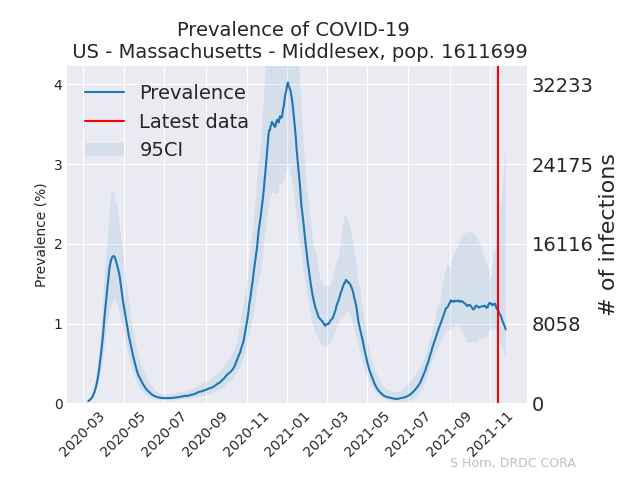 Prevalence of COVID-19
US - Massachusetts - Middlesex, pop. 1611699
Prevalence
Latest data
95CI
Prevalence (%)
4
3
2
1
0
32233
24175
16116
8058
0
# of infections
2020-03
2020-05
2020-07
2020-09
2020-11
2021-01
2021-03
2021-05
2021-07
2021-09
2021-11
S Horn, DRDC CORA